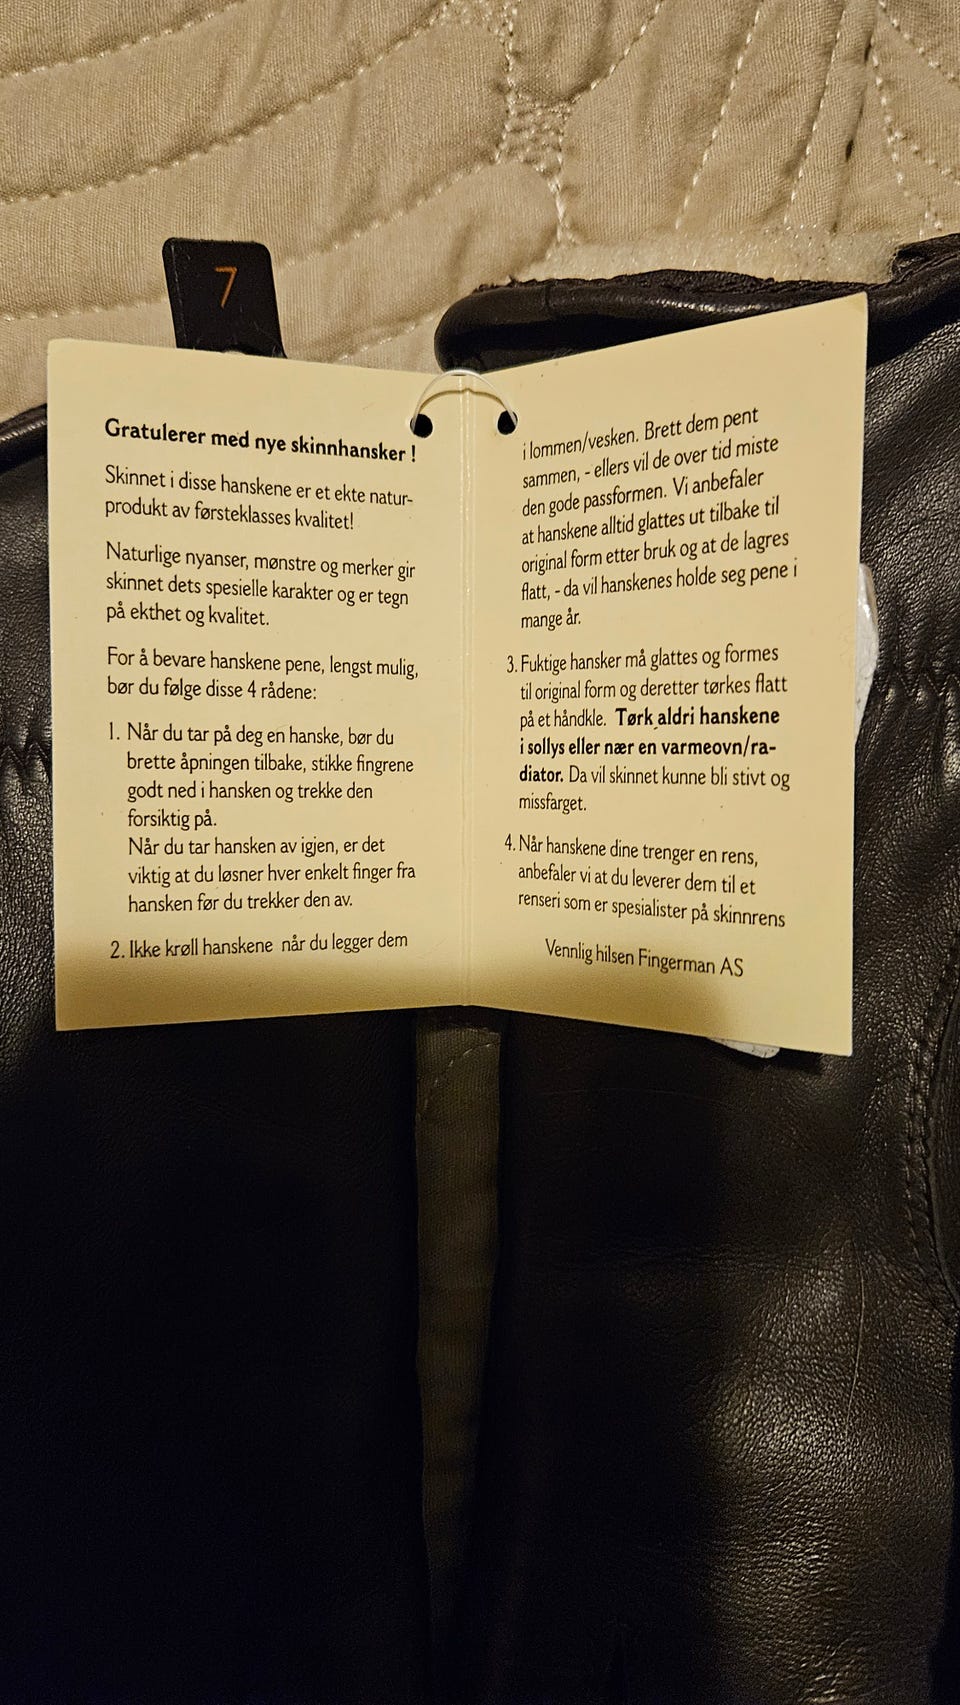 7
Gratulerer med nye skinnhansker !
Skinnet i disse hanskene er et ekte natur-
produkt av førsteklasses kvalitet!
Naturlige nyanser, mønstre og merker gir
skinnet dets spesielle karakter og er tegn
på ekthet og kvalitet.
For å bevare hanskene pene, lengst mulig,
bør du følge disse 4 rådene:
1. Når du tar på deg en hanske, bør du
brette åpningen tilbake, stikke fingrene
godt ned i hansken og trekke den
forsiktig på.
Når du tar hansken av igjen, er det
viktig at du løsner hver enkelt finger fra
hansken før du trekker den av.
2. Ikke krøll hanskene når du legger dem
i lommen/vesken. Brett dem pent
sammen, - ellers vil de over tid miste
den gode passformen. Vi anbefaler
at hanskene alltid glattes ut tilbake til
original form etter bruk og at de lagres
flatt, - da vil hanskenes holde seg pene i
mange år.
3. Fuktige hansker må glattes og formes
til original form og deretter tørkes flatt
på et håndkle. Tørk aldri hanskene
i sollys eller nær en varmeovn/ra-
diator. Da vil skinnet kunne bli stivt og
missfarget.
4. Når hanskene dine trenger en rens,
anbefaler vi at du leverer dem til et
renseri som er spesialister på skinnrens
Vennlig hilsen Fingerman AS